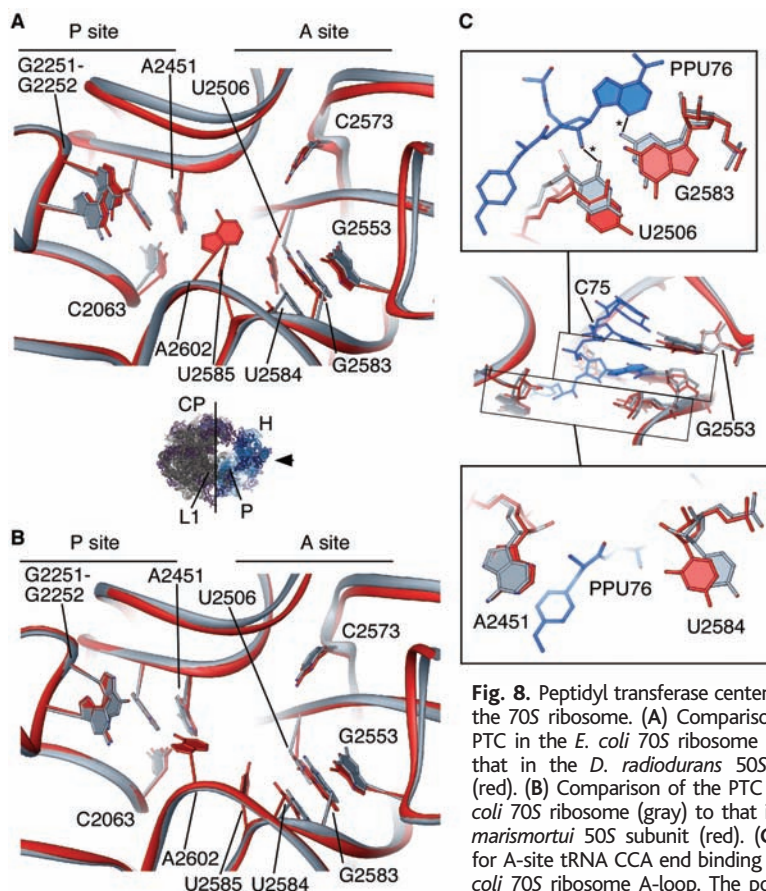 A
P site
A site
G2251-
G2252
A2451
U2506
C2573
G2553
C2063
A2602
U2585
U2584
G2583
CP
H
L1
P
B
P site
A site
G2251-
G2252
A2451
U2506
C2573
G2553
C2063
A2602
U2585
U2584
G2583
C
PPU76
*
*
G2583
U2506
C75
G2553
A2451
PPU76
U2584
Fig. 8. Peptidyl transferase center
the 70S ribosome. (A) Compariso
PTC in the E. coli 70S ribosome
that in the D. radiodurans 50S
(red). (B) Comparison of the PTC
coli 70S ribosome (gray) to that i
marismortui 50S subunit (red). (C
for A-site tRNA CCA end binding
coli 70S ribosome A-loop. The po